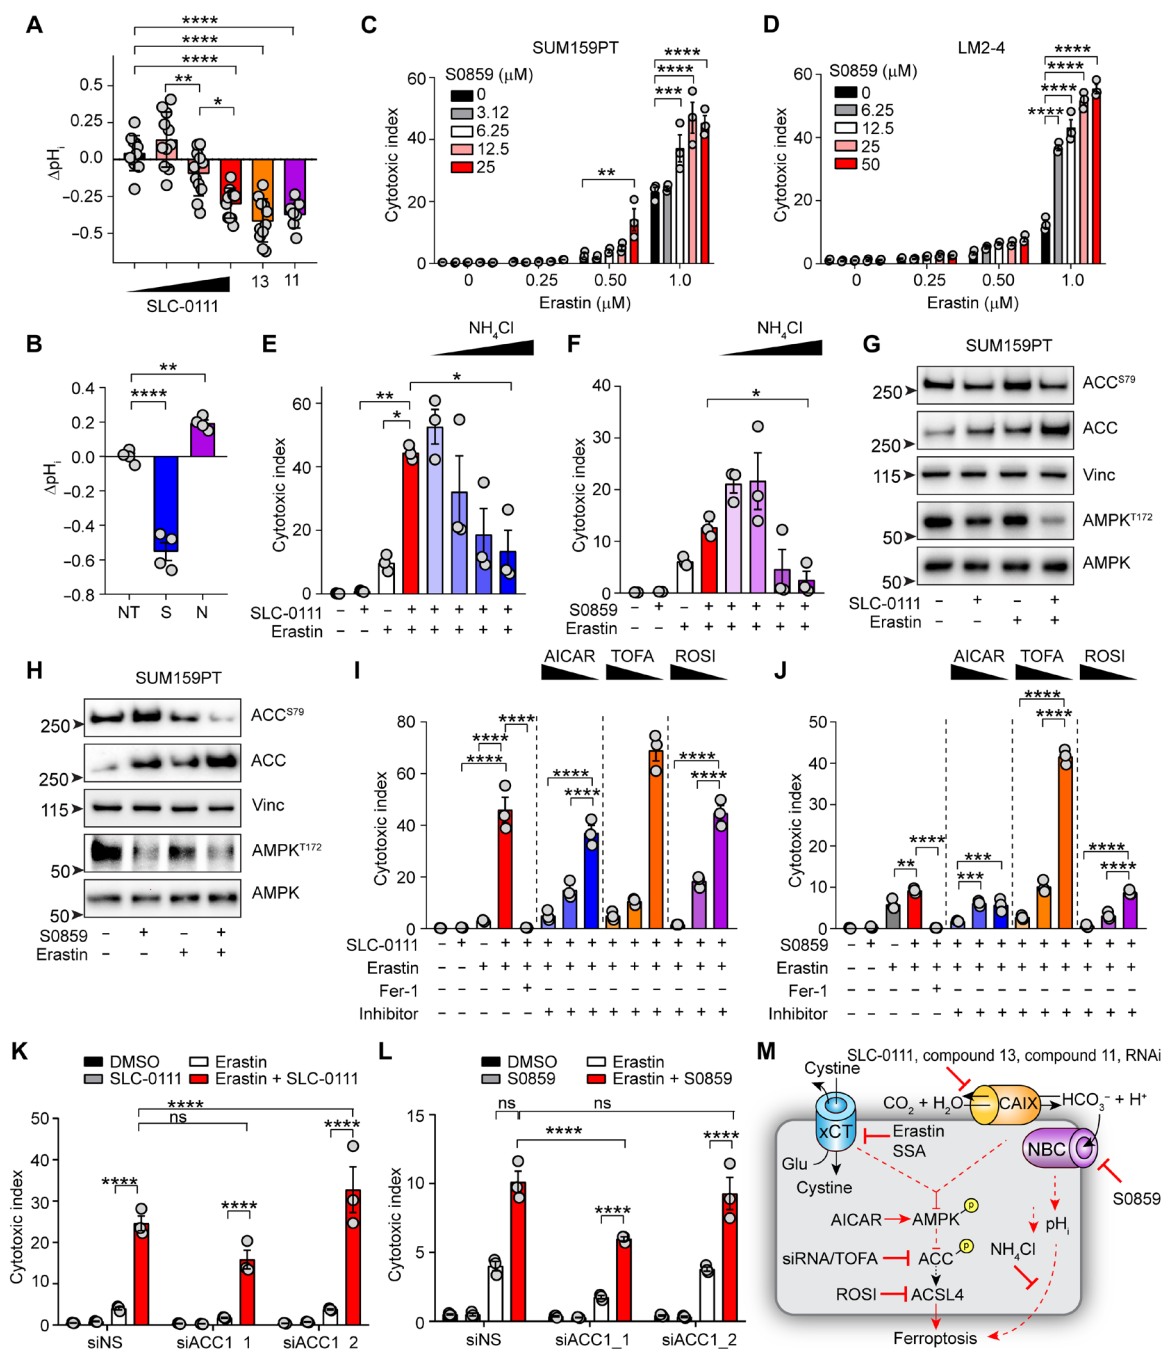 A
****
****
****
**
*
0.5
0.25
0.0
−0.25
−0.5
ΔpHi
SLC-0111
13
11
B
**
****
0.4
0.2
0.0
−0.2
−0.4
−0.6
−0.8
ΔpHi
NT
S
N
C
SUM159PT
S0859 (μM)
0
3.12
6.25
12.5
25
60
40
20
0
Cytotoxic index
**
****
****
***
0
0.25
0.50
1.0
Erastin (μM)
D
LM2-4
S0859 (μM)
0
6.25
12.5
25
50
60
40
20
0
Cytotoxic index
****
****
****
****
0
0.25
0.50
1.0
Erastin (μM)
E
NH4Cl
*
**
*
60
40
20
0
Cytotoxic index
SLC-0111 − + − + + + + +
Erastin − − + + + + + +
F
NH4Cl
*
40
30
20
10
0
Cytotoxic index
S0859 − + − + + + + +
Erastin − − + + + + + +
G
SUM159PT
250
ACCS79
250
ACC
115
Vinc
50
AMPKT172
50
AMPK
SLC-0111 − + − +
Erastin − − + +
H
SUM159PT
250
ACCS79
250
ACC
115
Vinc
50
AMPKT172
50
AMPK
S0859 − + − +
Erastin − − + +
I
AICAR TOFA ROSI
80
60
40
20
0
Cytotoxic index
****
****
****
****
****
****
****
SLC-0111 − + − + + + + + + + + + + +
Erastin − − + + + + + + + + + + + +
Fer-1 − − − − + − − − − − − − − −
Inhibitor − − − − − + + + + + + + + +
J
AICAR TOFA ROSI
50
40
30
20
10
0
Cytotoxic index
**
****
***
***
****
****
****
****
S0859 − + − + + + + + + + + + + +
Erastin − − + + + + + + + + + + + +
Fer-1 − − − − + − − − − − − − − −
Inhibitor − − − − − + + + + + + + + +
K
DMSO
Erastin
SLC-0111
Erastin + SLC-0111
50
40
30
20
10
0
Cytotoxic index
****
ns
****
****
****
siNS
siACC1_1
siACC1_2
L
DMSO
Erastin
S0859
Erastin + S0859
15
10
5
0
Cytotoxic index
ns
ns
****
****
****
siNS
siACC1_1
siACC1_2
M
SLC-0111, compound 13, compound 11, RNAi
Cystine
CO2 + H2O
CAIX
HCO3− + H+
xCT
Erastin
SSA
NBC
Glu
Cystine
S0859
AICAR
AMPK
p
pHi
siRNA/TOFA
ACC
p
NH4Cl
ROSI
ACSL4
Ferroptosis